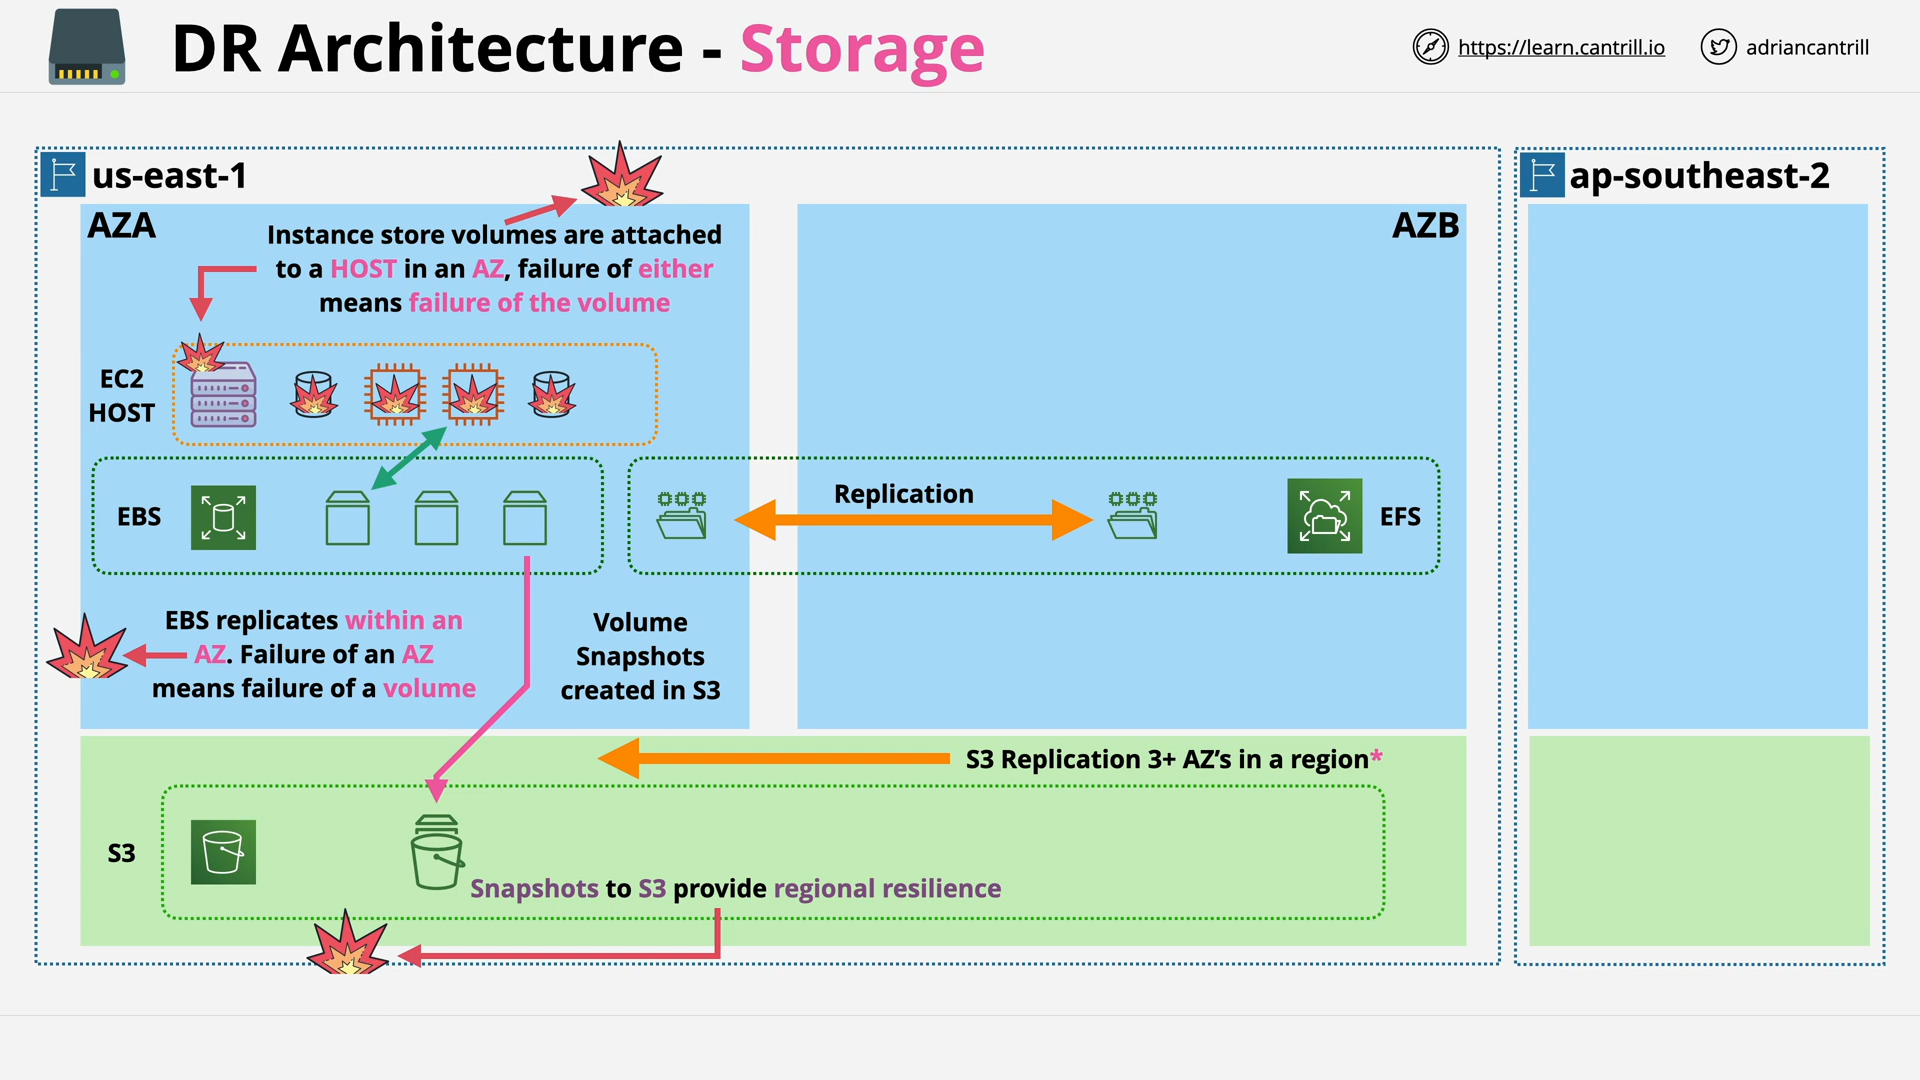 DR Architecture - Storage
https://learn.cantrill.io
adriancantrill
us-east-1
ap-southeast-2
AZA
AZB
Instance store volumes are attached
to a HOST in an AZ, failure of either
means failure of the volume
EC2
HOST
EBS
Replication
EFS
EBS replicates within an
AZ. Failure of an AZ
means failure of a volume
Volume
Snapshots
created in S3
S3 Replication 3+ AZ’s in a region*
S3
Snapshots to S3 provide regional resilience